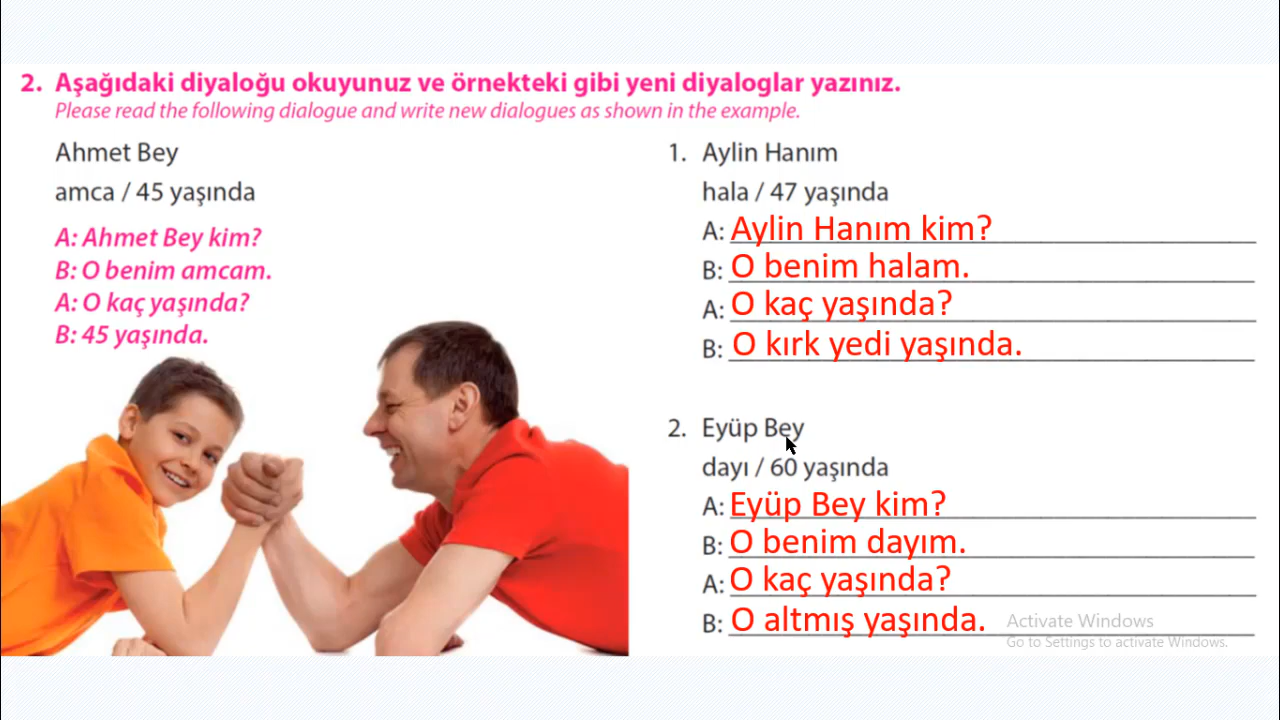 2. Aşağıdaki diyaloğu okuyunuz ve örnekteki gibi yeni diyaloglar yazınız.
Please read the following dialogue and write new dialogues as shown in the example.
Ahmet Bey
amca / 45 yaşında
A: Ahmet Bey kim?
B: O benim amcam.
A: O kaç yaşında?
B: 45 yaşında.
1. Aylin Hanım
hala / 47 yaşında
A: Aylin Hanım kim?
B: O benim halam.
A: O kaç yaşında?
B: O kırk yedi yaşında.
2. Eyüp Bey
dayı / 60 yaşında
A: Eyüp Bey kim?
B: O benim dayım.
A: O kaç yaşında?
B: O altmış yaşında.
Activate Windows
Go to Settings to activate Windows.